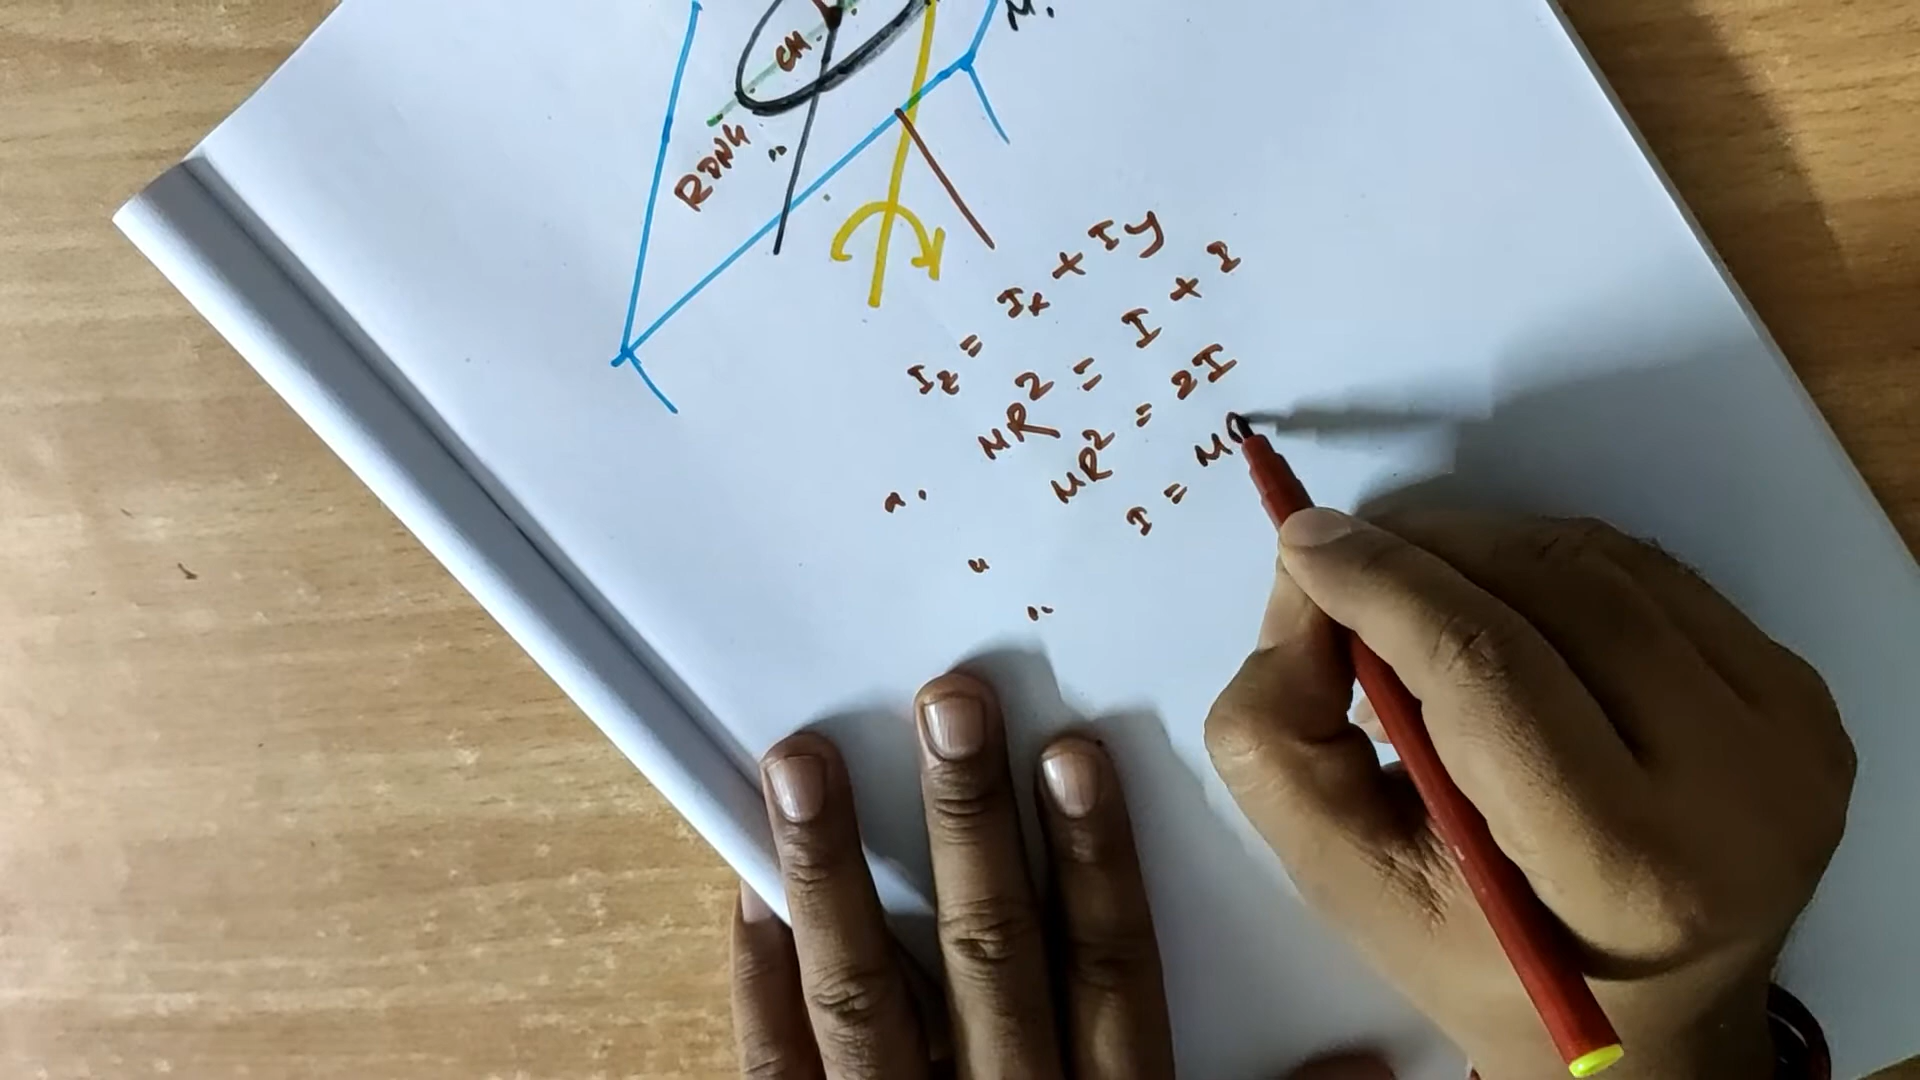 M.
CM.
RING
Iz = Ix + Iy
MR² = I + I
MR² = 2I
I = M